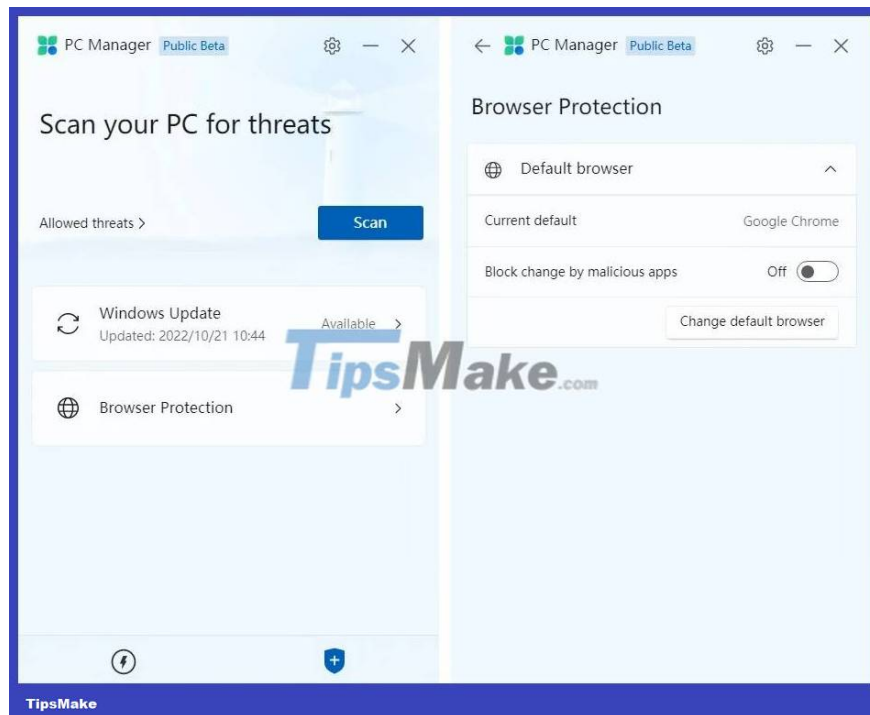 PC Manager Public Beta
Scan your PC for threats
Allowed threats >
Scan
Windows Update
Updated: 2022/10/21 10:44
Available >
Browser Protection >
PC Manager Public Beta
Browser Protection
Default browser
Current default
Google Chrome
Block change by malicious apps
Off
Change default browser
TipsMake.com
TipsMake